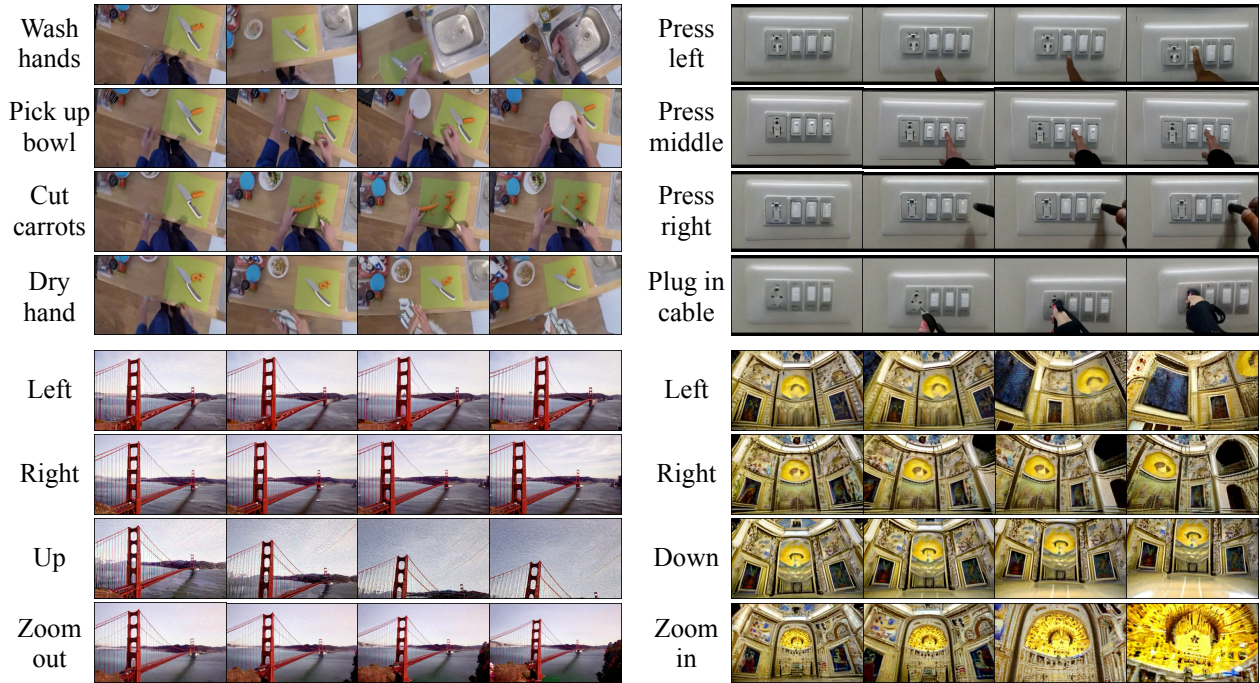 Wash
hands
Pick up
bowl
Cut
carrots
Dry
hand
Press
left
Press
middle
Press
right
Plug in
cable
Left
Right
Up
Zoom
out
Left
Right
Down
Zoom
in